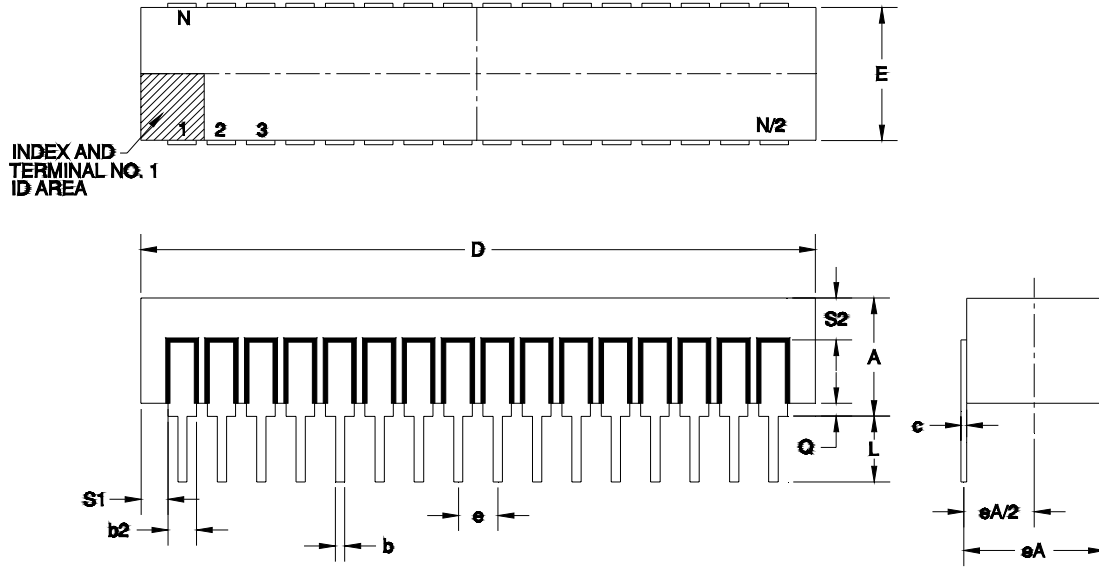 N
E
1 2 3 N/2
INDEX AND
TERMINAL NO. 1
ID AREA
D
S2
A
Q
L
c
S1
b2
e
b
eA/2
eA